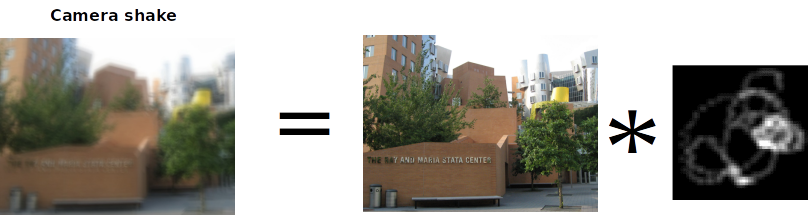 Camera shake
=
*
THE RAY AND MARIA STATA CENTER